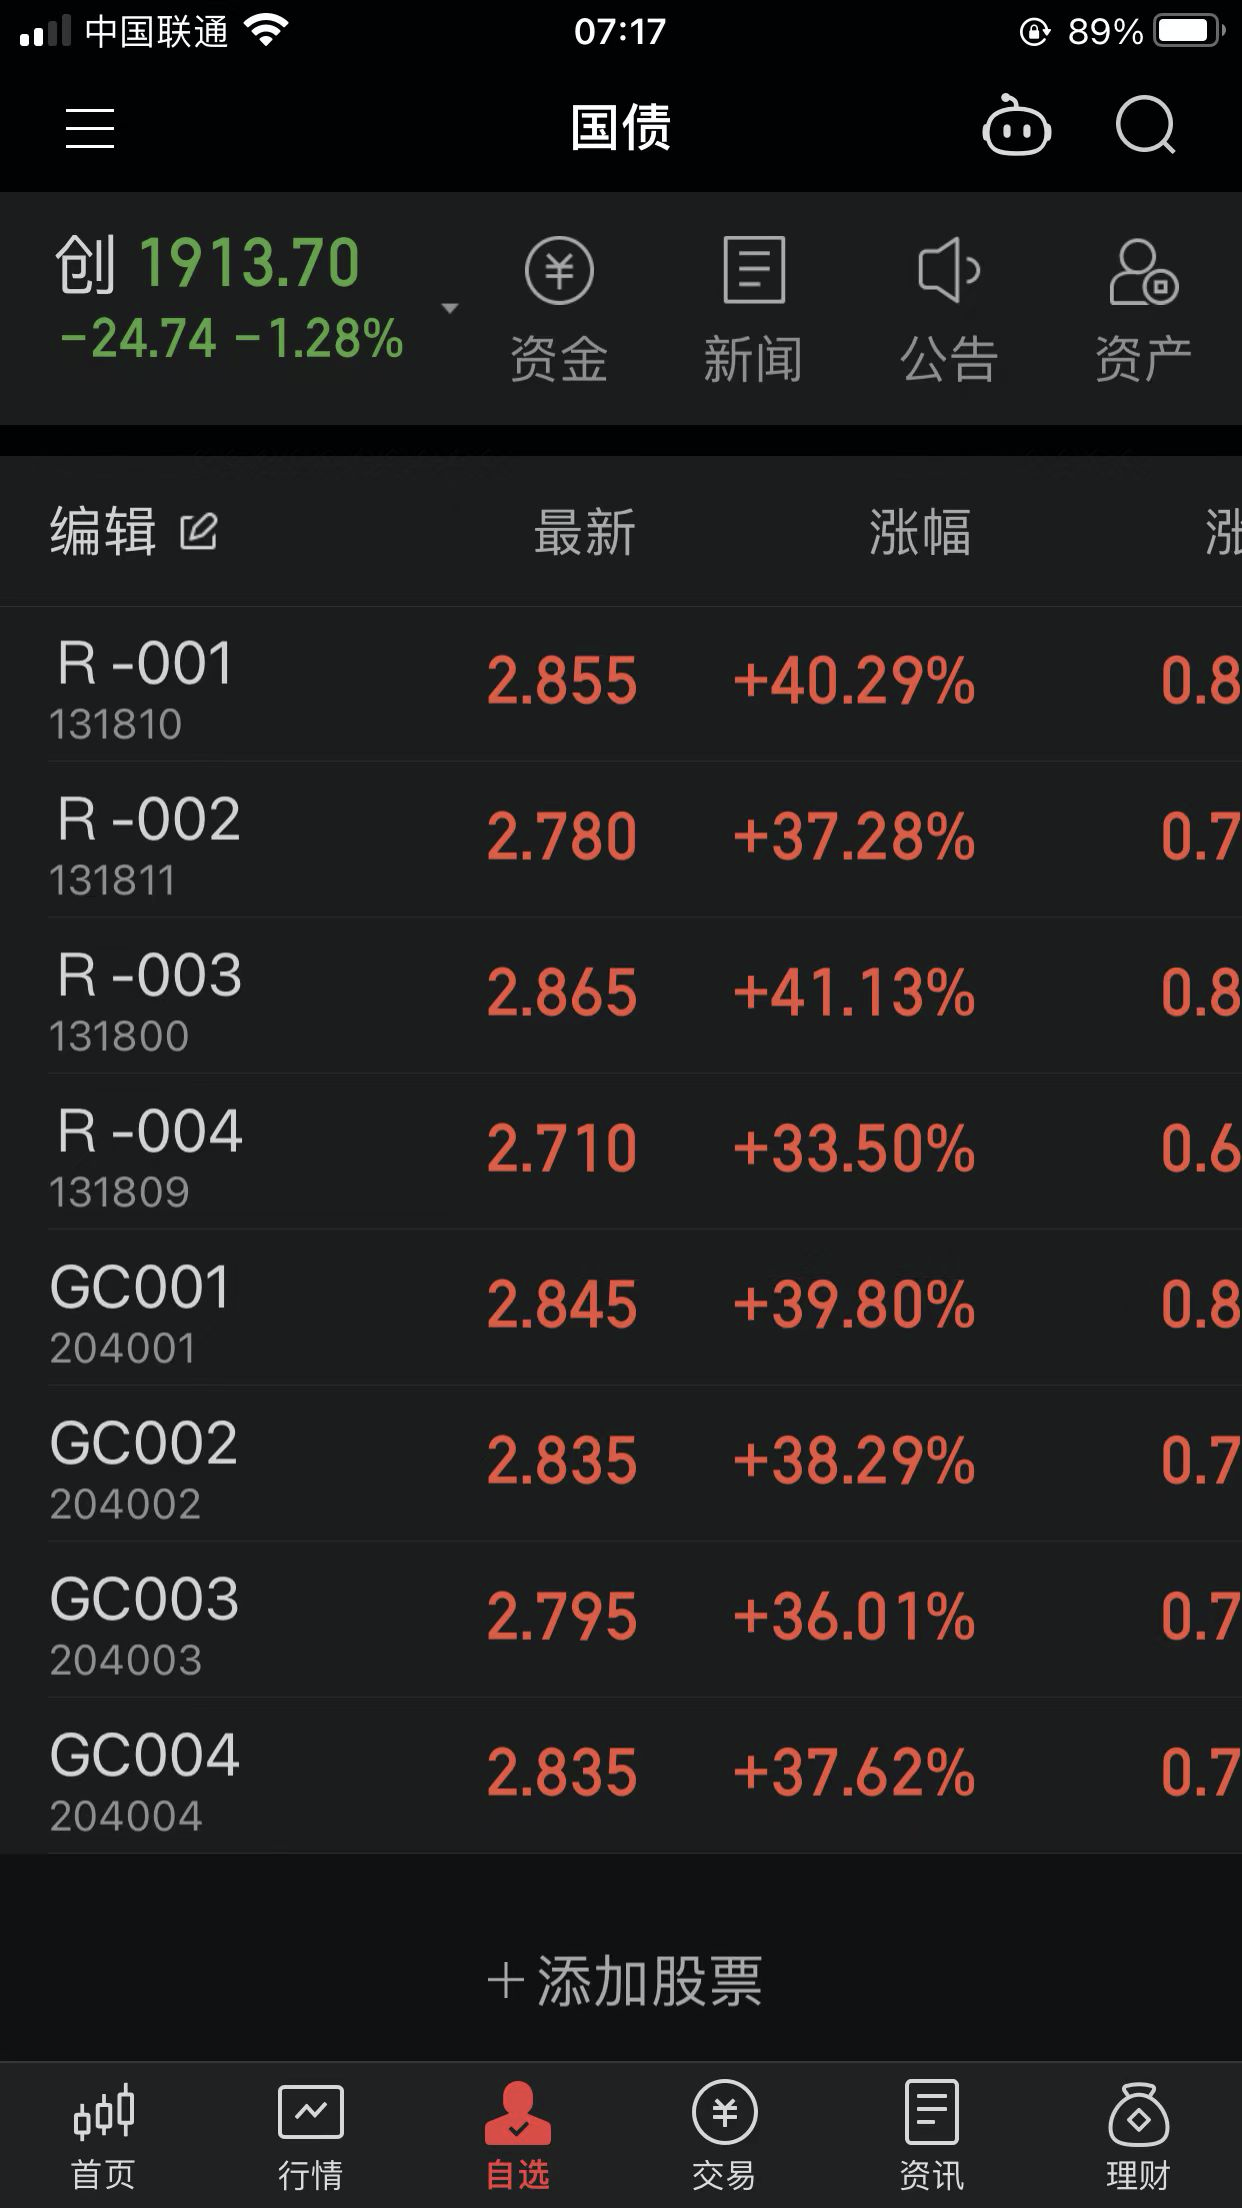 中国联通 07:17 89%
国债
创 1913.70
-24.74 -1.28%
资金 新闻 公告 资产
编辑 最新 涨幅 涨
R-001 2.855 +40.29% 0.8
131810
R-002 2.780 +37.28% 0.7
131811
R-003 2.865 +41.13% 0.8
131800
R-004 2.710 +33.50% 0.6
131809
GC001 2.845 +39.80% 0.8
204001
GC002 2.835 +38.29% 0.7
204002
GC003 2.795 +36.01% 0.7
204003
GC004 2.835 +37.62% 0.7
204004
+添加股票
首页 行情 自选 交易 资讯 理财